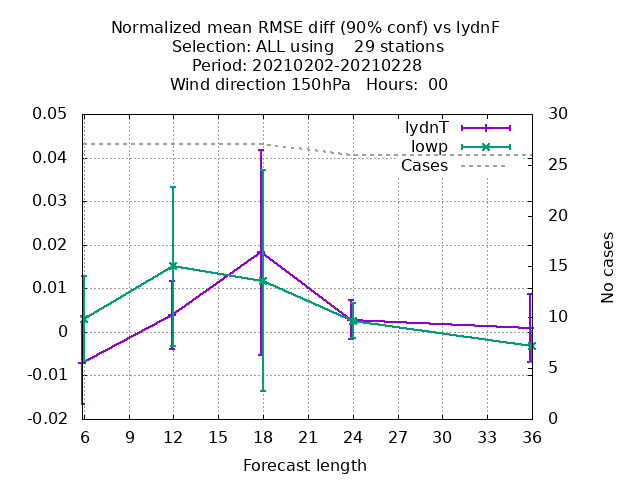 Normalized mean RMSE diff (90% conf) vs lydnF
Selection: ALL using    29 stations
Period: 20210202-20210228
Wind direction 150hPa   Hours:  00
0.05
0.04
0.03
0.02
0.01
0
-0.01
-0.02
lydnT
lowp
Cases
30
25
20
15
10
5
0
No cases
6 9 12 15 18 21 24 27 30 33 36
Forecast length